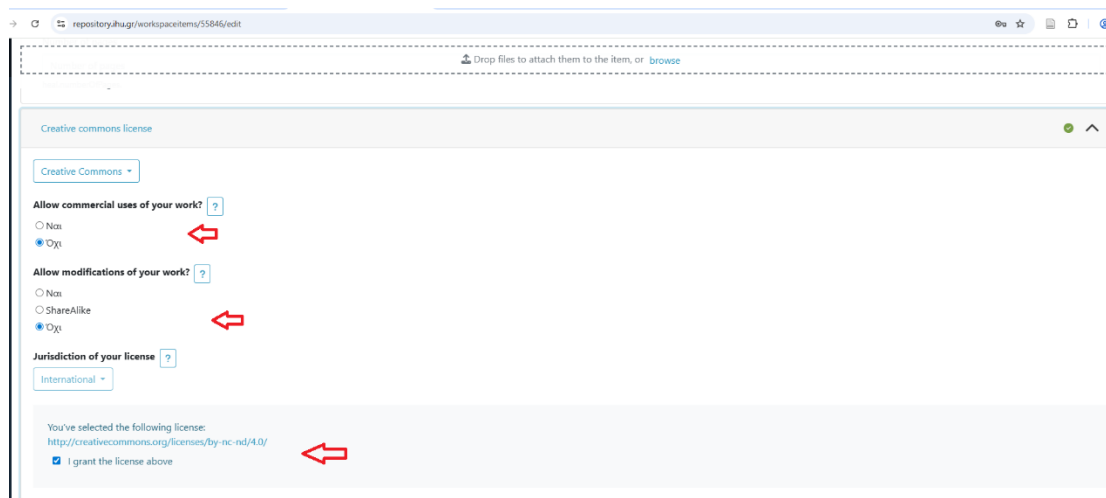 repository.ihu.gr/workspaceitems/55846/edit
Drop files to attach them to the item, or browse
Creative commons license
Creative Commons
Allow commercial uses of your work? ?
Ναι
Όχι
Allow modifications of your work? ?
Ναι
ShareAlike
Όχι
Jurisdiction of your license ?
International
You've selected the following license:
http://creativecommons.org/licenses/by-nc-nd/4.0/
I grant the license above